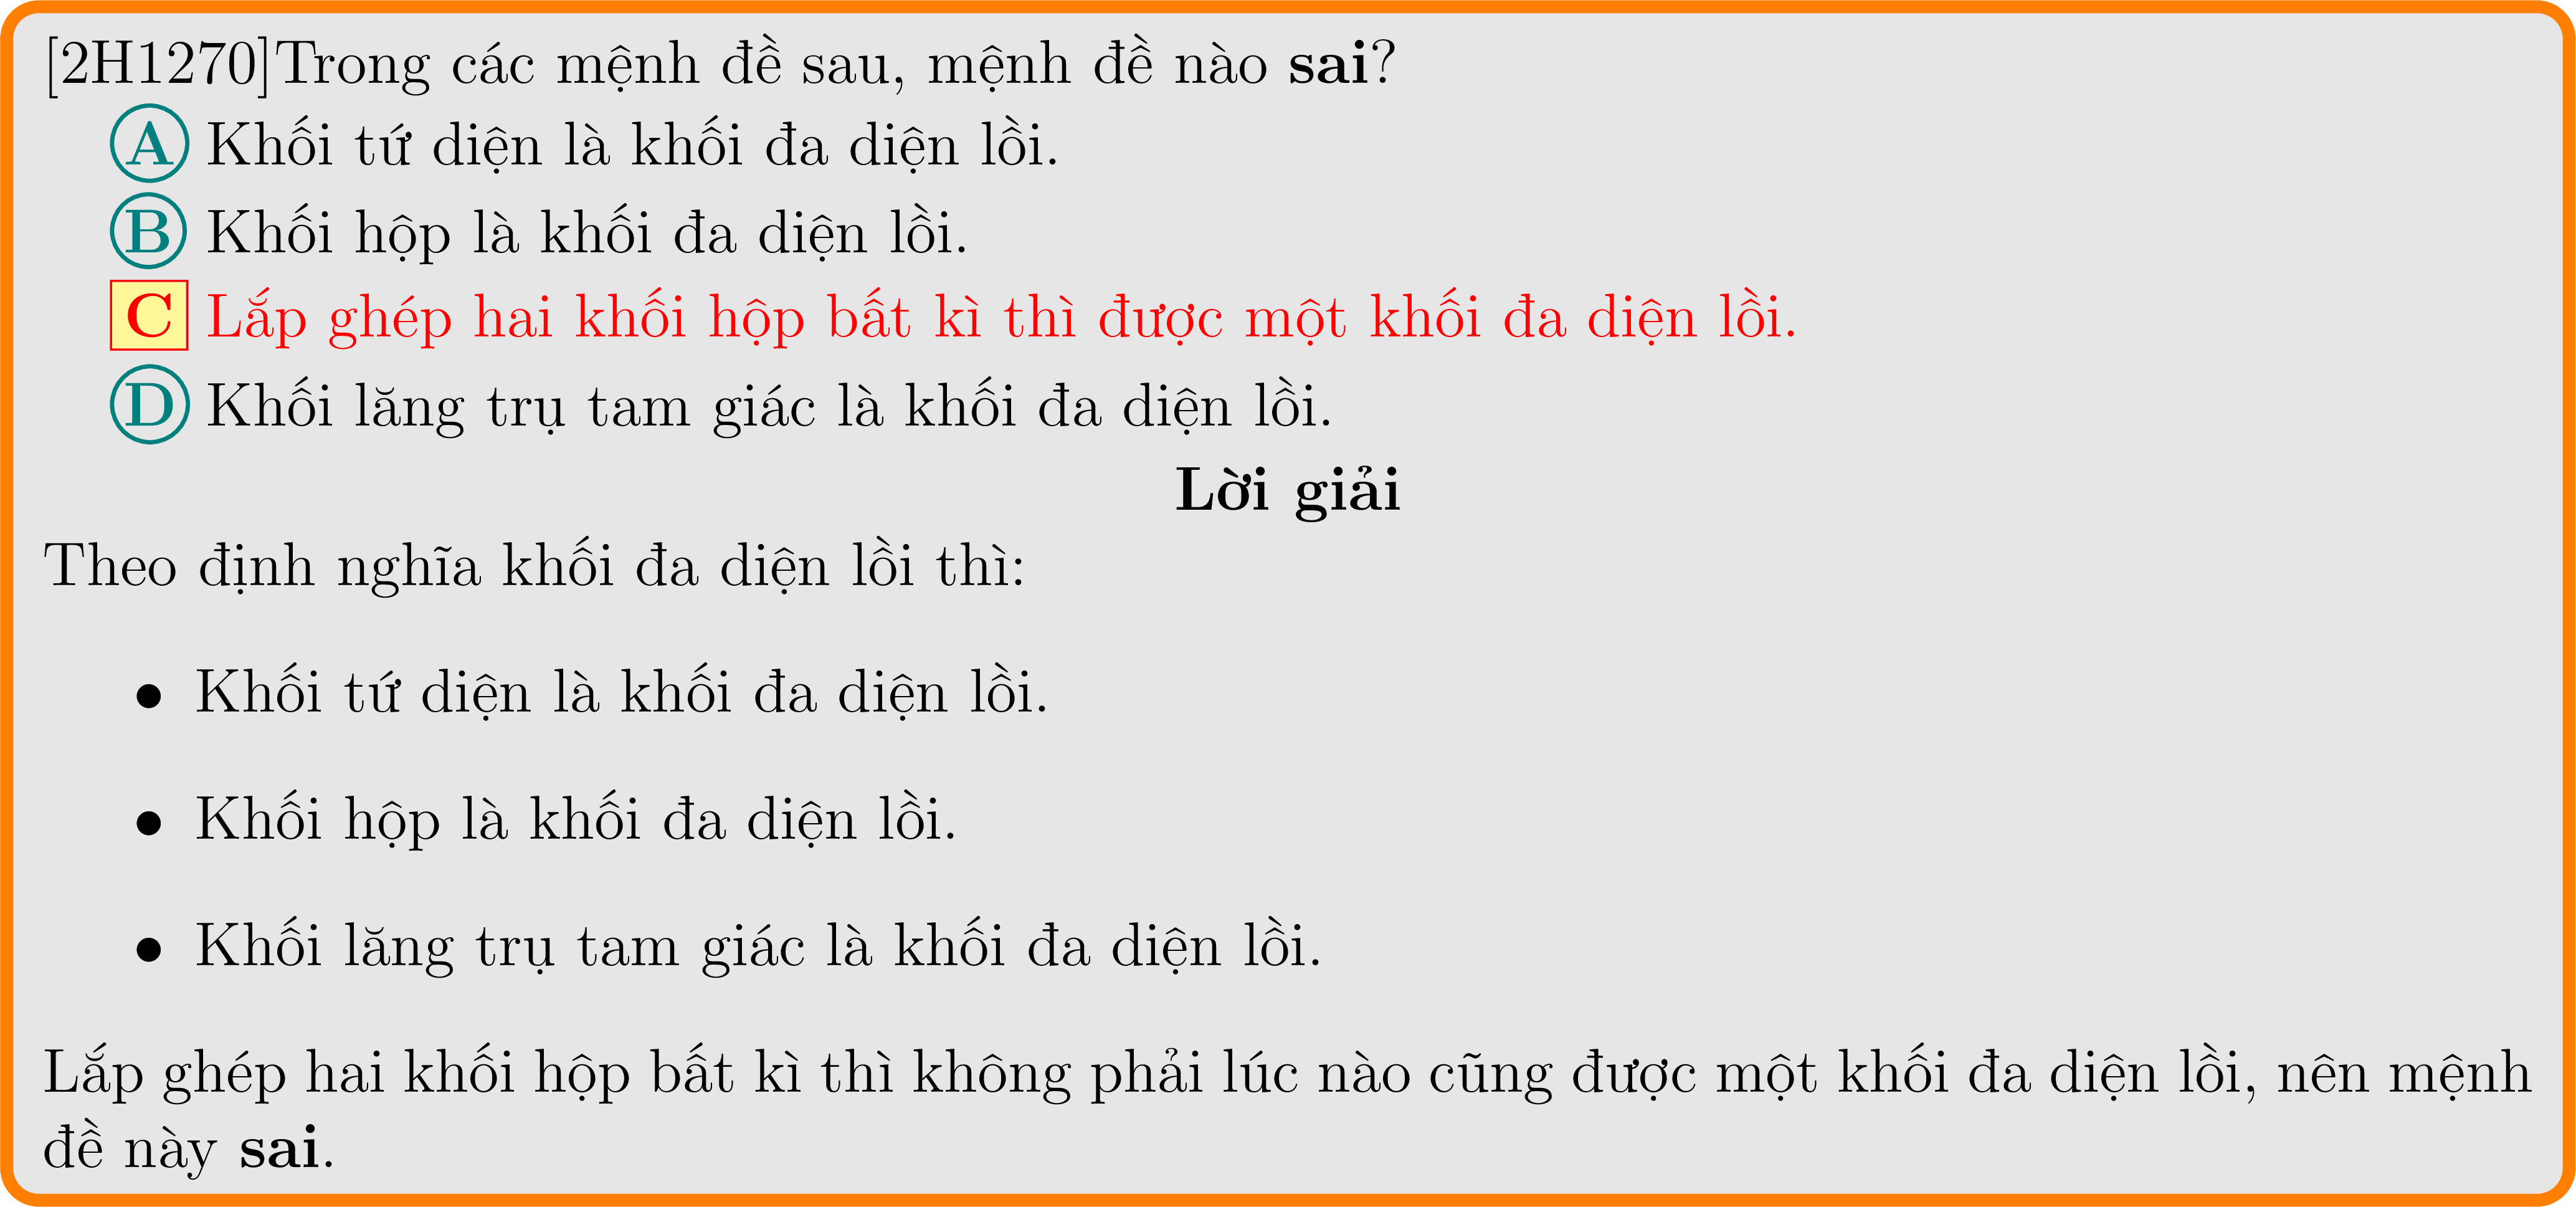 [2H1270]Trong các mệnh đề sau, mệnh đề nào sai?
A Khối tứ diện là khối đa diện lồi.
B Khối hộp là khối đa diện lồi.
C Lắp ghép hai khối hộp bất kì thì được một khối đa diện lồi.
D Khối lăng trụ tam giác là khối đa diện lồi.
Lời giải
Theo định nghĩa khối đa diện lồi thì:
• Khối tứ diện là khối đa diện lồi.
• Khối hộp là khối đa diện lồi.
• Khối lăng trụ tam giác là khối đa diện lồi.
Lắp ghép hai khối hộp bất kì thì không phải lúc nào cũng được một khối đa diện lồi, nên mệnh
đề này sai.